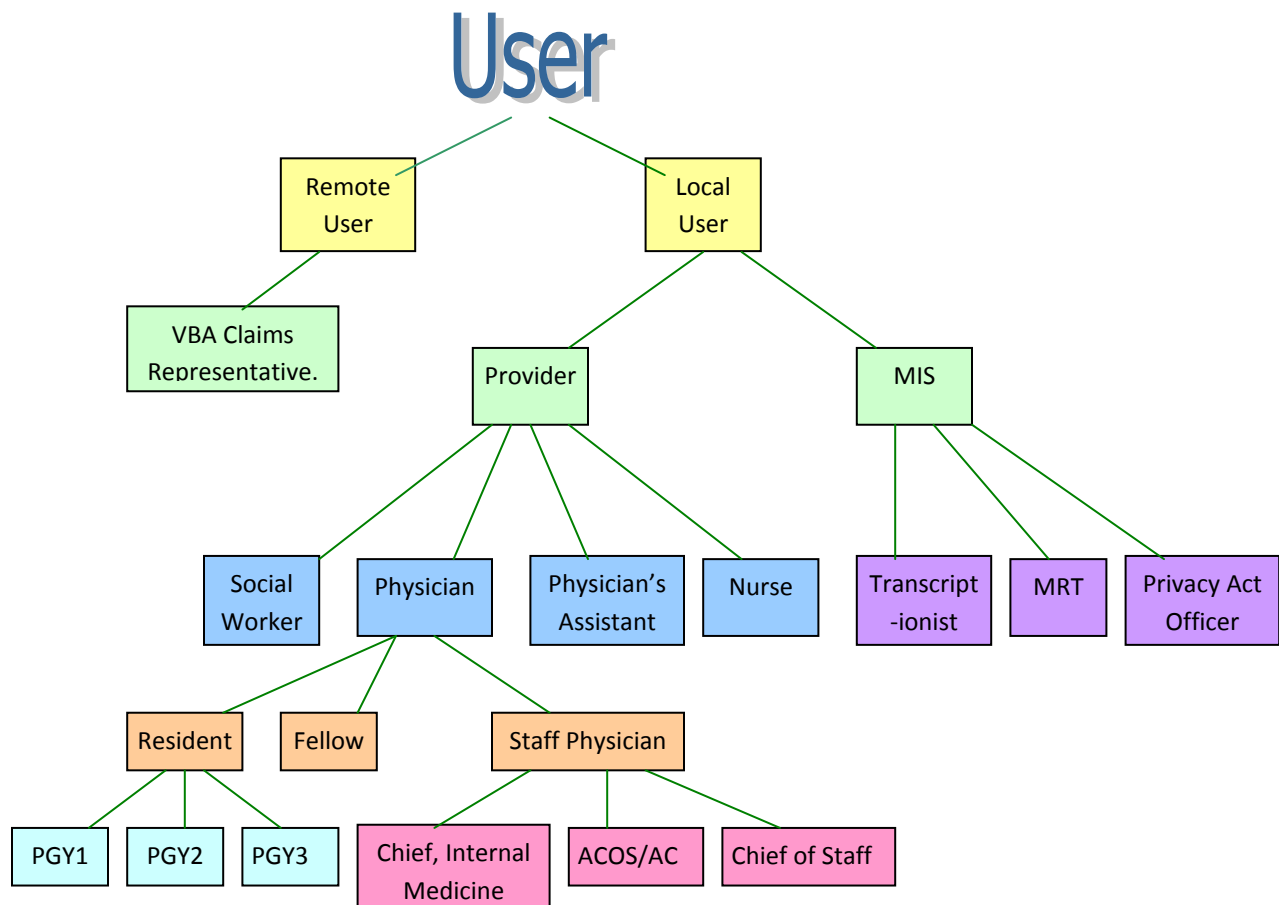 User
Remote
User
Local
User
VBA Claims
Representative.
Provider
MIS
Social
Worker
Physician
Physician’s
Assistant
Nurse
Transcript
-ionist
MRT
Privacy Act
Officer
Resident
Fellow
Staff Physician
PGY1
PGY2
PGY3
Chief, Internal
Medicine
ACOS/AC
Chief of Staff